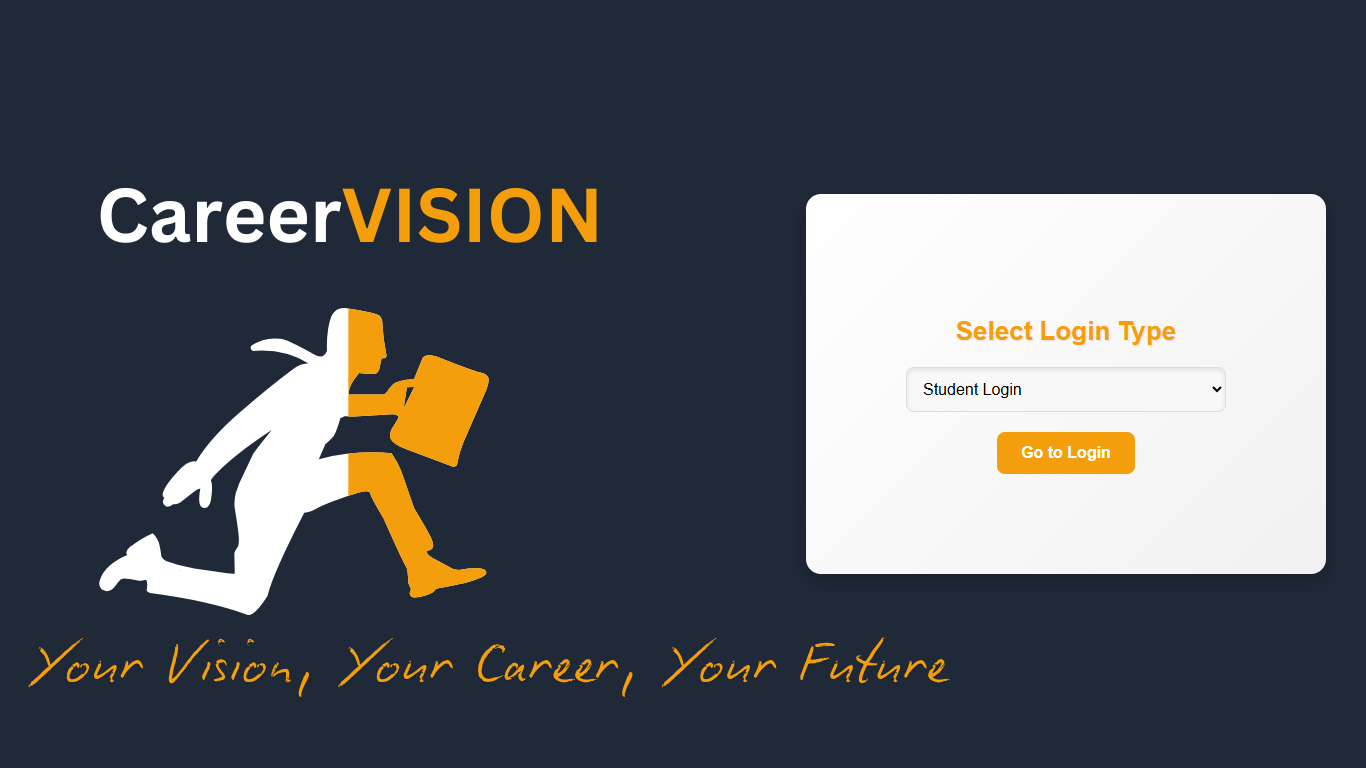 CareerVISION
Select Login Type
Student Login
Go to Login
Your Vision, Your Career, Your Future